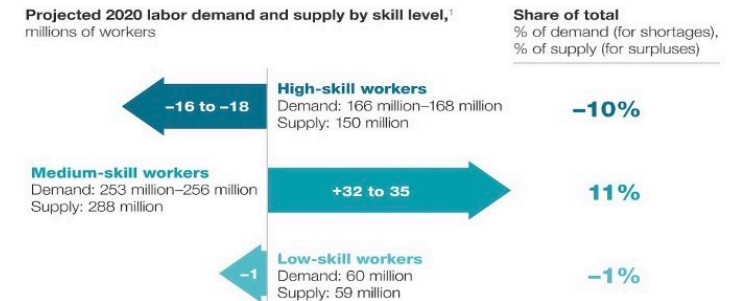 Projected 2020 labor demand and supply by skill level,¹
millions of workers
Share of total
% of demand (for shortages),
% of supply (for surpluses)
–16 to –18
High-skill workers
Demand: 166 million–168 million
Supply: 150 million
–10%
Medium-skill workers
Demand: 253 million–256 million
Supply: 288 million
+32 to 35
11%
–1
Low-skill workers
Demand: 60 million
Supply: 59 million
–1%